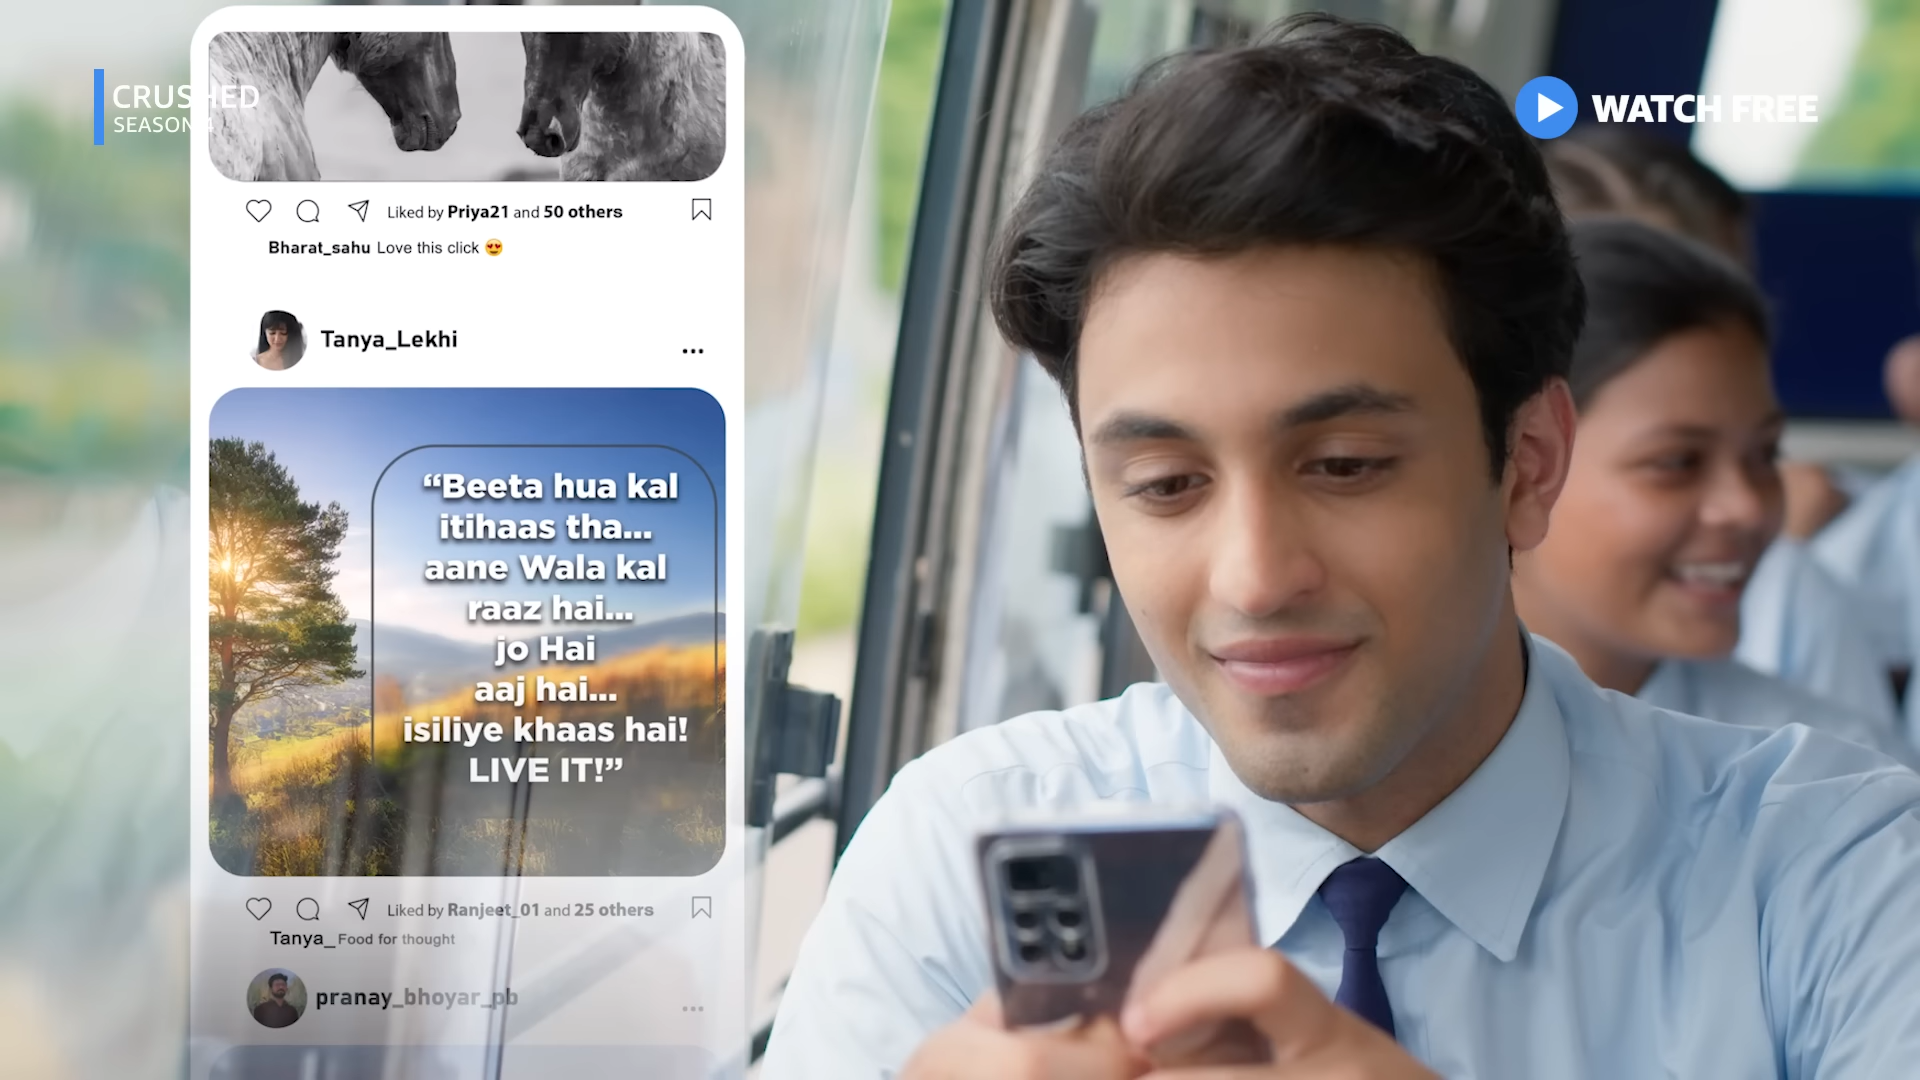 CRUSHED
SEASON 4
WATCH FREE
Liked by Priya21 and 50 others
Bharat_sahu Love this click 😍
Tanya_Lekhi
“Beeta hua kal
itihaas tha...
aane Wala kal
raaz hai...
jo Hai
aaj hai...
isiliye khaas hai!
LIVE IT!”
Liked by Ranjeet_01 and 25 others
Tanya_ Food for thought
pranay_bhoyar_pb